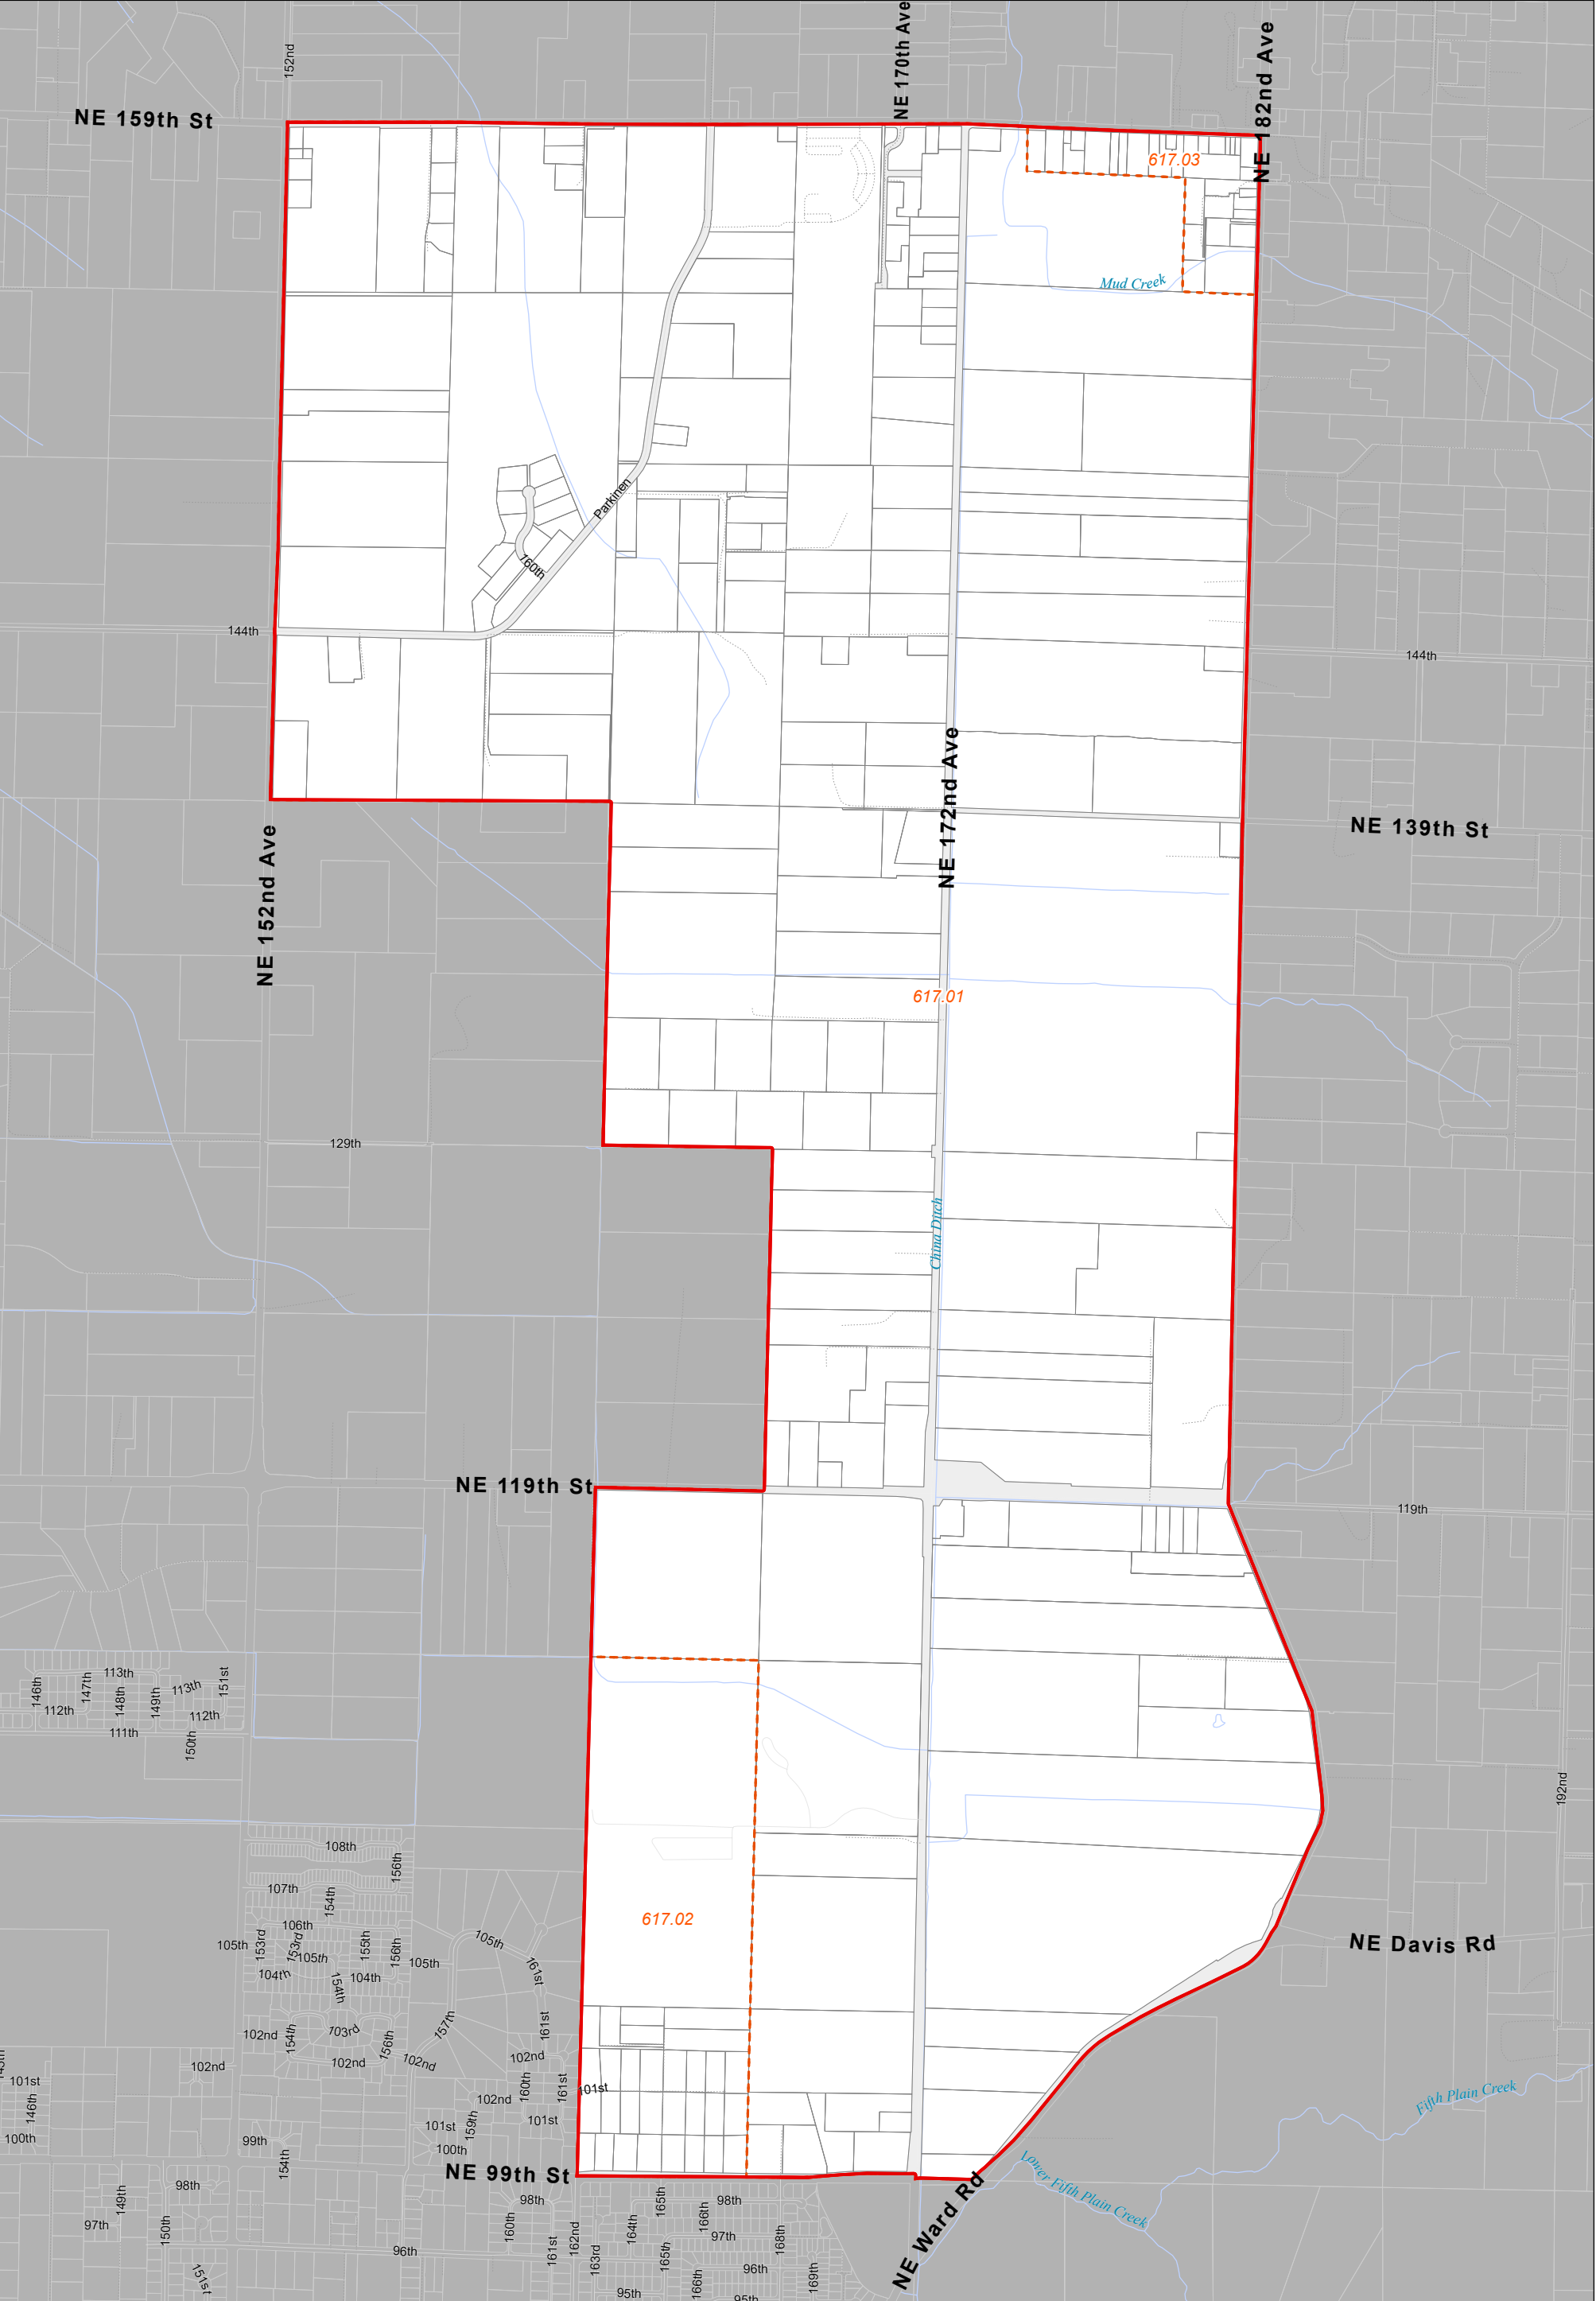 152nd
NE 170th Ave
NE 182nd Ave
NE 159th St
617.03
Mud Creek
Parkinen
160th
144th
144th
NE 172nd Ave
NE 139th St
NE 152nd Ave
617.01
129th
China Ditch
NE 119th St
119th
113th
151st
146th
147th
148th
149th
113th
112th
112th
111th
150th
192nd
108th
156th
107th
154th
106th
617.02
105th
153rd
153rd
105th
155th
156th
105th
105th
NE Davis Rd
104th
154th
104th
161st
157th
161st
102nd
154th
103rd
156th
102nd
102nd
102nd
102nd
101st
146th
160th
161st
101st
102nd
101st
159th
101st
Fifth Plain Creek
100th
99th
154th
100th
NE 99th St
Lower Fifth Plain Creek
98th
149th
150th
97th
98th
160th
165th
98th
166th
164th
97th
168th
162nd
161st
163rd
165th
96th
96th
169th
166th
151st
95th
95th
NE Ward Rd